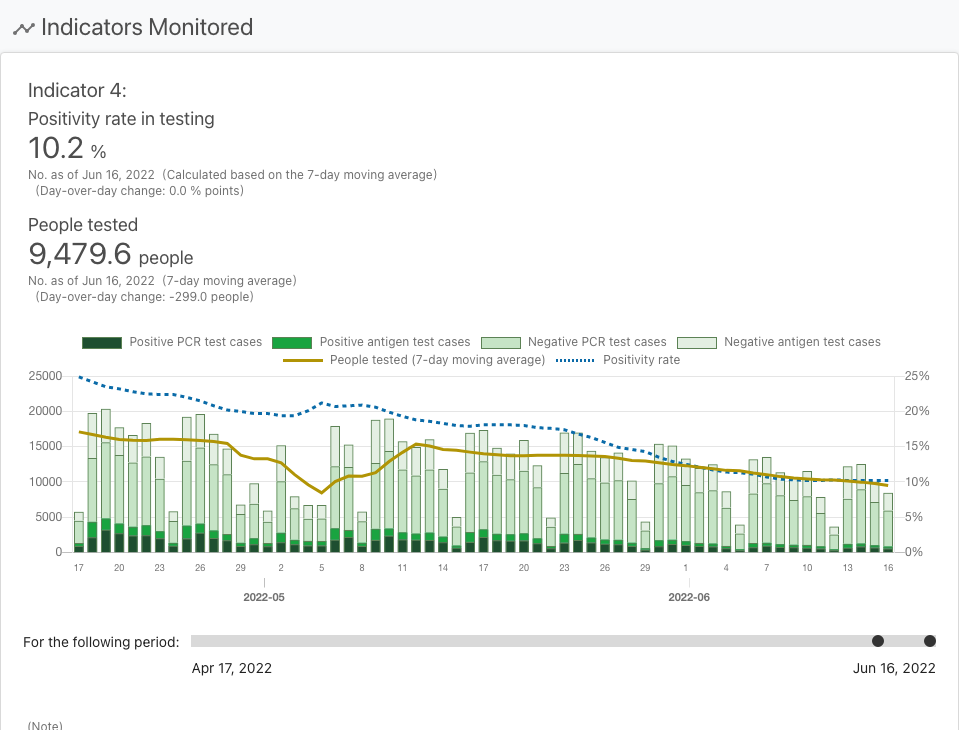 Indicators Monitored
Indicator 4:
Positivity rate in testing
10.2 %
No. as of Jun 16, 2022 (Calculated based on the 7-day moving average)
(Day-over-day change: 0.0 % points)
People tested
9,479.6 people
No. as of Jun 16, 2022 (7-day moving average)
(Day-over-day change: -299.0 people)
Positive PCR test cases Positive antigen test cases Negative PCR test cases Negative antigen test cases
People tested (7-day moving average) Positivity rate
25000 25%
20000 20%
15000 15%
10000 10%
5000 5%
0 0%
17 20 23 26 29 2 5 8 11 14 17 20 23 26 29 1 4 7 10 13 16
2022-05 2022-06
For the following period:
Apr 17, 2022 Jun 16, 2022
(Note)